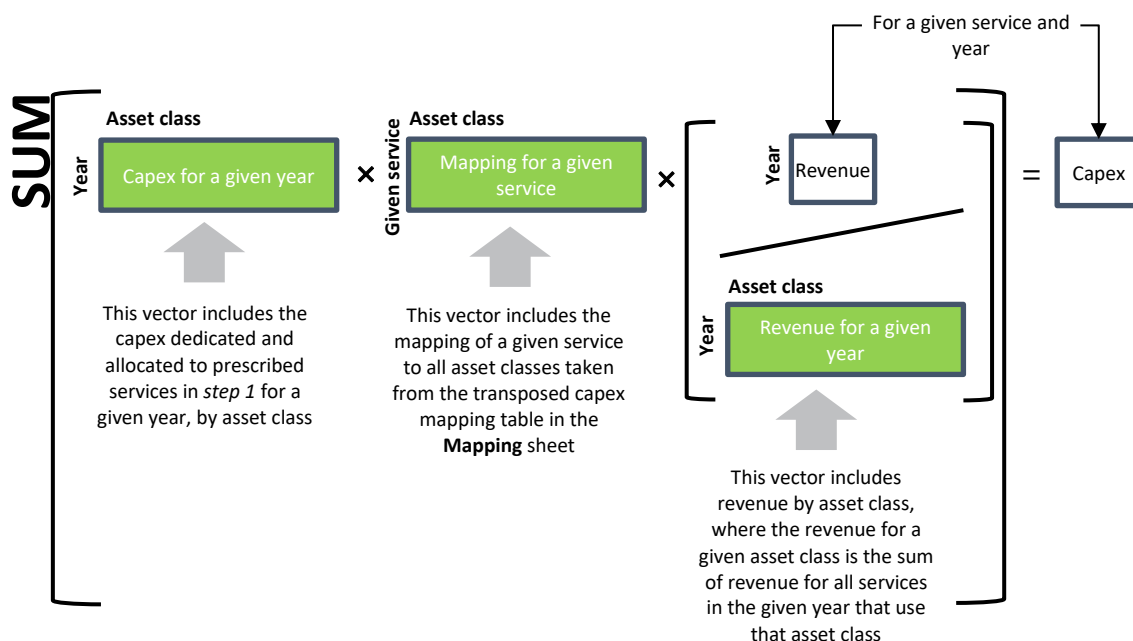 For a given service and
year
SUM
Asset class
Year
Capex for a given year
×
Asset class
Given service
Mapping for a given
service
×
Year
Revenue
=
Capex
Asset class
Year
Revenue for a given
year
This vector includes the
capex dedicated and
allocated to prescribed
services in step 1 for a
given year, by asset class
This vector includes the
mapping of a given service
to all asset classes taken
from the transposed capex
mapping table in the
Mapping sheet
This vector includes
revenue by asset class,
where the revenue for a
given asset class is the sum
of revenue for all services
in the given year that use
that asset class